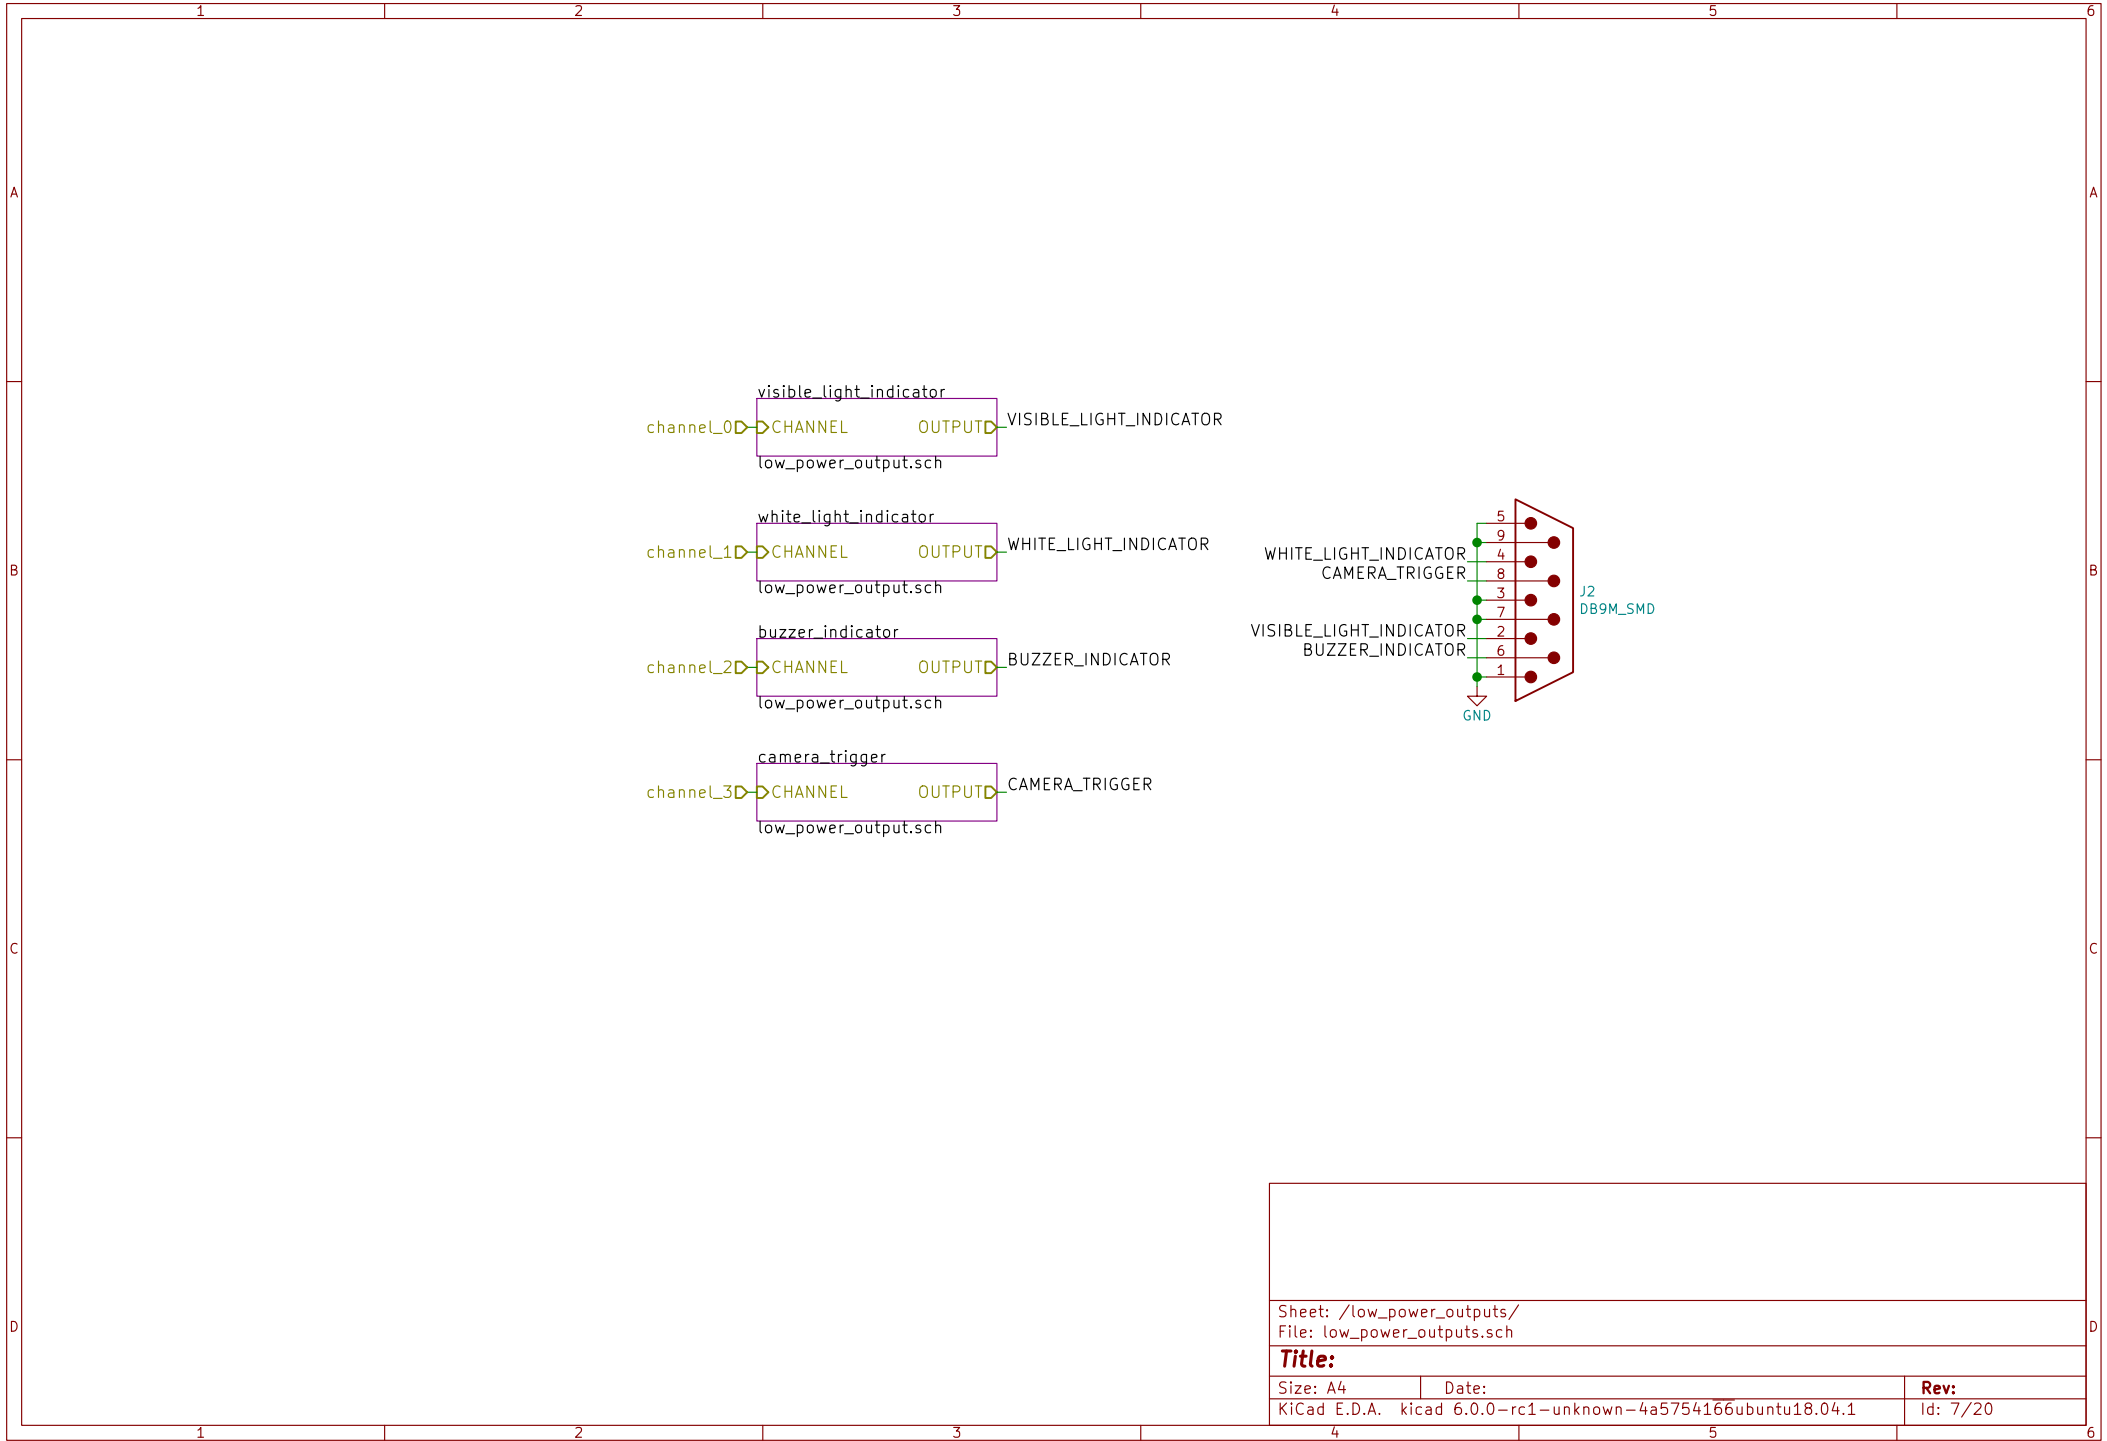 1 2 3 4 5 6
A A
visible_light_indicator
channel_0 CHANNEL OUTPUT VISIBLE_LIGHT_INDICATOR
low_power_output.sch
white_light_indicator
channel_1 CHANNEL OUTPUT WHITE_LIGHT_INDICATOR
low_power_output.sch
B B
buzzer_indicator
channel_2 CHANNEL OUTPUT BUZZER_INDICATOR
low_power_output.sch
camera_trigger
channel_3 CHANNEL OUTPUT CAMERA_TRIGGER
low_power_output.sch
5
9
WHITE_LIGHT_INDICATOR 4
CAMERA_TRIGGER 8
3
7
VISIBLE_LIGHT_INDICATOR 2
BUZZER_INDICATOR 6
1
GND
J2
DB9M_SMD
C C
D D
Sheet: /low_power_outputs/
File: low_power_outputs.sch
Title:
Size: A4 Date: Rev:
KiCad E.D.A. kicad 6.0.0-rc1-unknown-4a5754166ubuntu18.04.1 Id: 7/20
1 2 3 4 5 6